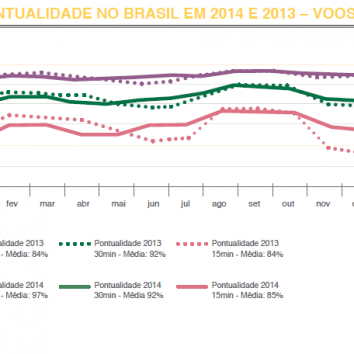 NTUALIDADE NO BRASIL EM 2014 E 2013 – VOOS
fev mar abr mai jun jul ago set out nov
alidade 2013 Pontualidade 2013 Pontualidade 2013
- Média: 84% 30min - Média: 92% 15min - Média: 84%
alidade 2014 Pontualidade 2014 Pontualidade 2014
- Média: 97% 30min Média: 92% 15min - Média: 85%